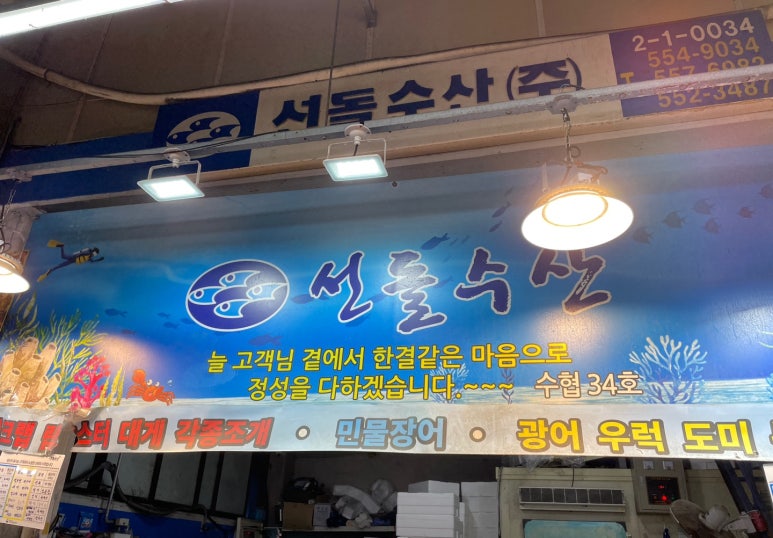 2-1-0034
선돌수산(주)
554-9034
T. 557-6982
552-3487
선돌수산
늘 고객님 곁에서 한결같은 마음으로
정성을 다하겠습니다.~~~ 수협 34호
대게 각종조개 • 민물장어 • 광어 우럭 도미